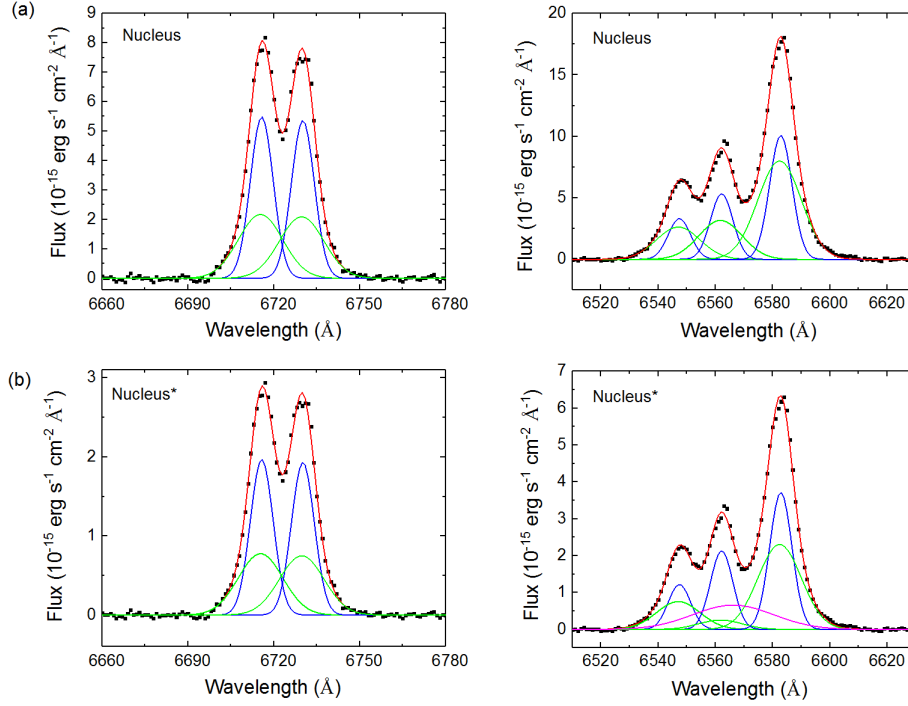 (a)
Nucleus
9
8
7
6
5
4
3
2
1
0
Flux (10⁻¹⁵ erg s⁻¹ cm⁻² Å⁻¹)
6660 6690 6720 6750 6780
Wavelength (Å)
Nucleus
20
15
10
5
0
Flux (10⁻¹⁵ erg s⁻¹ cm⁻² Å⁻¹)
6520 6540 6560 6580 6600 6620
Wavelength (Å)
(b)
Nucleus*
3
2
1
0
Flux (10⁻¹⁵ erg s⁻¹ cm⁻² Å⁻¹)
6660 6690 6720 6750 6780
Wavelength (Å)
Nucleus*
7
6
5
4
3
2
1
0
Flux (10⁻¹⁵ erg s⁻¹ cm⁻² Å⁻¹)
6520 6540 6560 6580 6600 6620
Wavelength (Å)